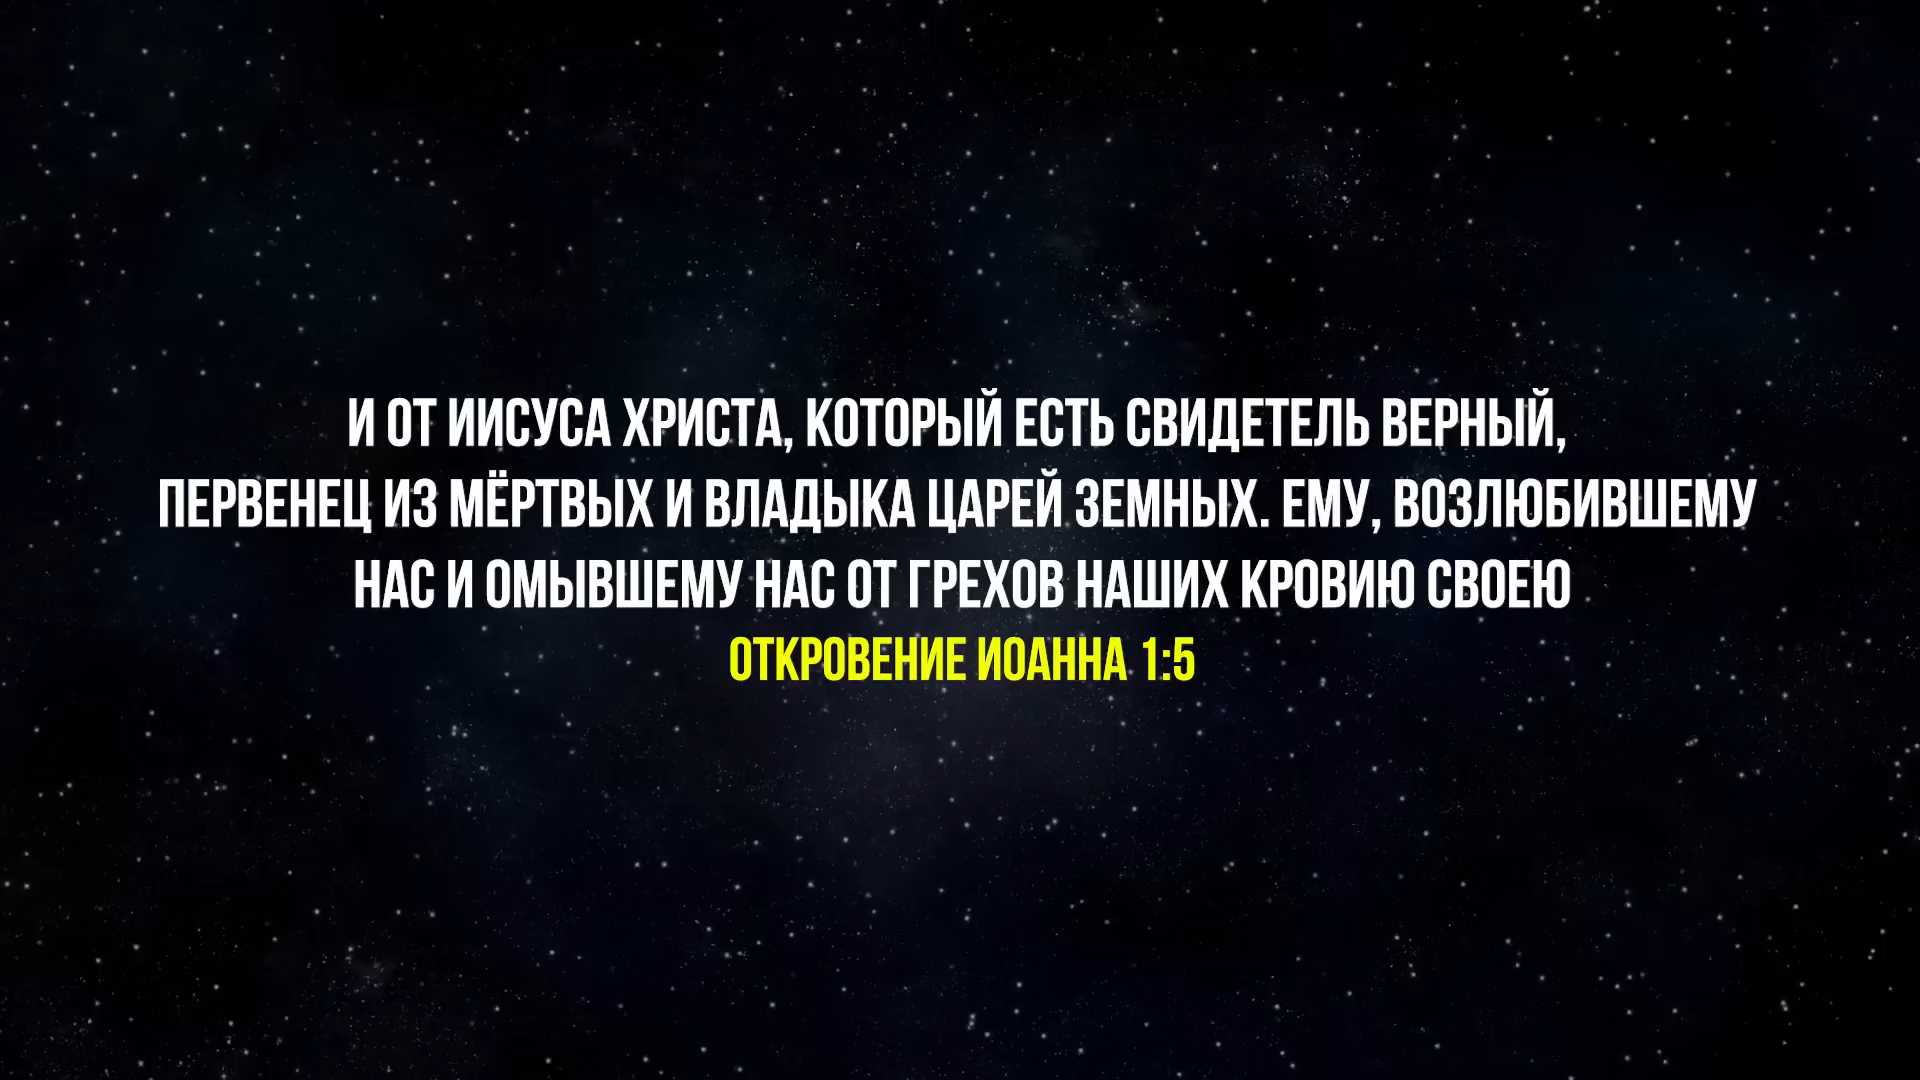 И ОТ ИИСУСА ХРИСТА, КОТОРЫЙ ЕСТЬ СВИДЕТЕЛЬ ВЕРНЫЙ,
ПЕРВЕНЕЦ ИЗ МЁРТВЫХ И ВЛАДЫКА ЦАРЕЙ ЗЕМНЫХ. ЕМУ, ВОЗЛЮБИВШЕМУ
НАС И ОМЫВШЕМУ НАС ОТ ГРЕХОВ НАШИХ КРОВИЮ СВОЕЮ
ОТКРОВЕНИЕ ИОАННА 1:5